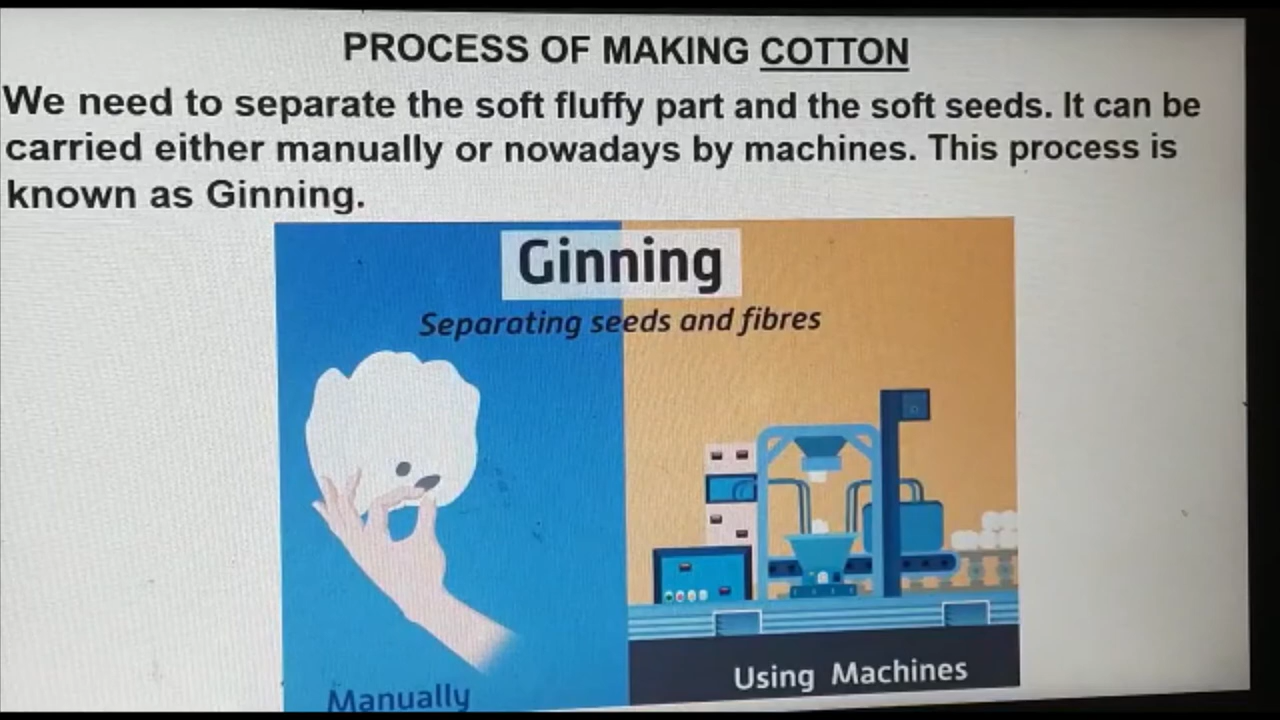 PROCESS OF MAKING COTTON
We need to separate the soft fluffy part and the soft seeds. It can be
carried either manually or nowadays by machines. This process is
known as Ginning.
Ginning
Separating seeds and fibres
Manually
Using Machines